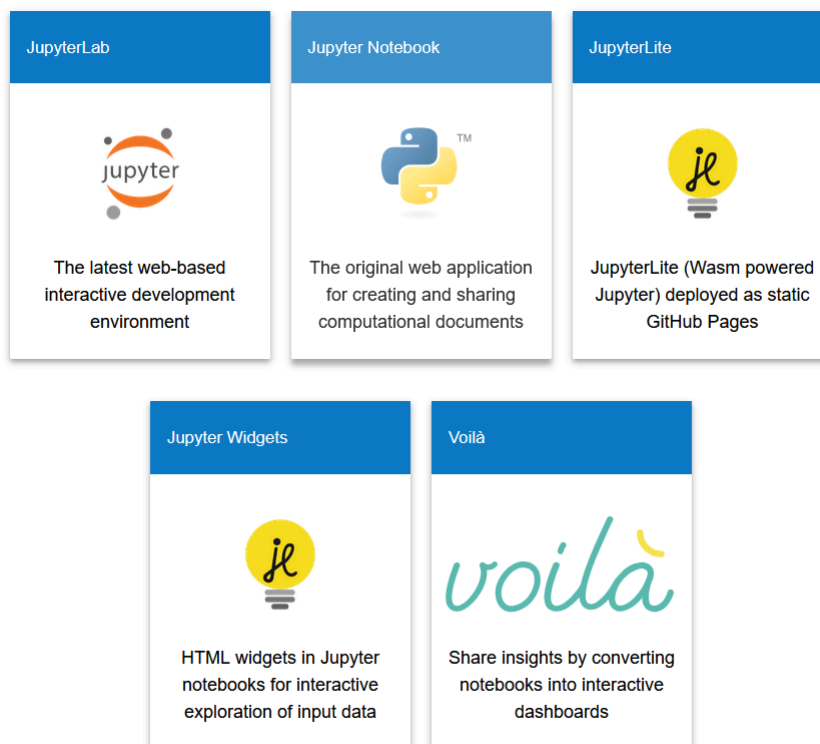 JupyterLab
Jupyter Notebook
JupyterLite
jupyter
TM
jl
The latest web-based
interactive development
environment
The original web application
for creating and sharing
computational documents
JupyterLite (Wasm powered
Jupyter) deployed as static
GitHub Pages
Jupyter Widgets
Voilà
jl
voilà
HTML widgets in Jupyter
notebooks for interactive
exploration of input data
Share insights by converting
notebooks into interactive
dashboards